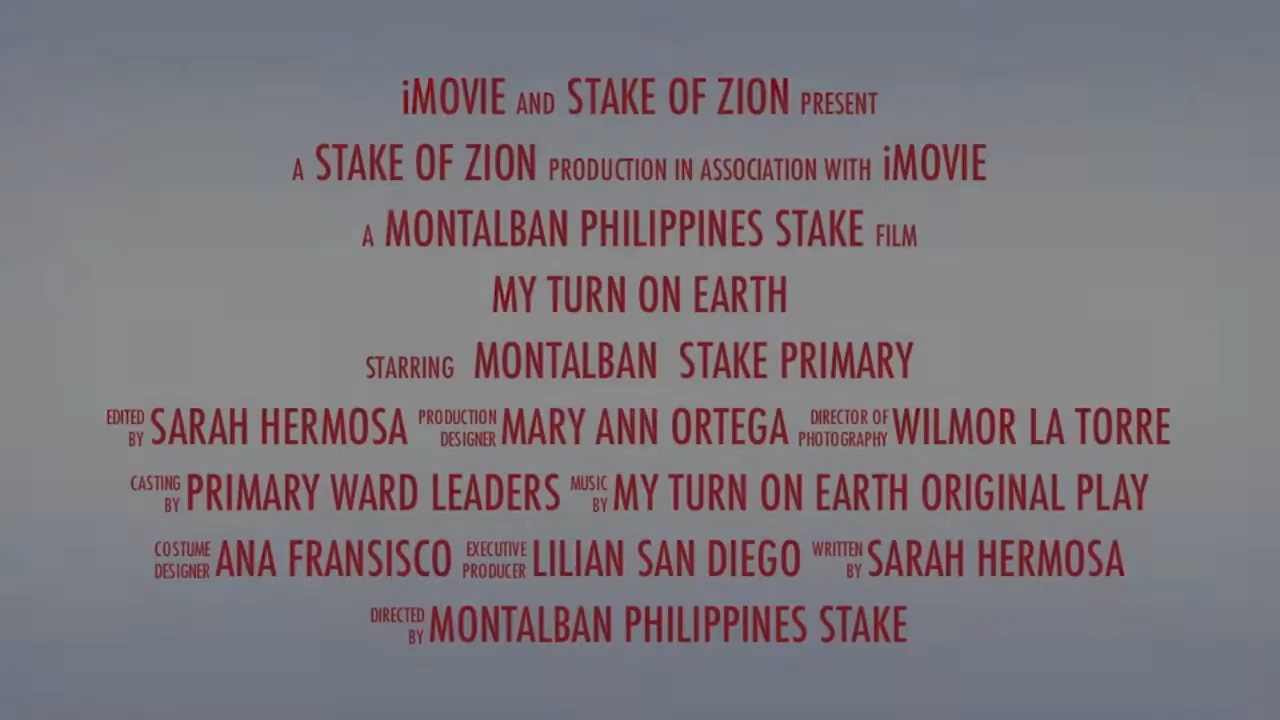 iMOVIE AND STAKE OF ZION PRESENT
A STAKE OF ZION PRODUCTION IN ASSOCIATION WITH iMOVIE
A MONTALBAN PHILIPPINES STAKE FILM
MY TURN ON EARTH
STARRING MONTALBAN STAKE PRIMARY
EDITED BY SARAH HERMOSA PRODUCTION DESIGNER MARY ANN ORTEGA DIRECTOR OF PHOTOGRAPHY WILMOR LA TORRE
CASTING BY PRIMARY WARD LEADERS MUSIC BY MY TURN ON EARTH ORIGINAL PLAY
COSTUME DESIGNER ANA FRANSISCO EXECUTIVE PRODUCER LILIAN SAN DIEGO WRITTEN BY SARAH HERMOSA
DIRECTED BY MONTALBAN PHILIPPINES STAKE